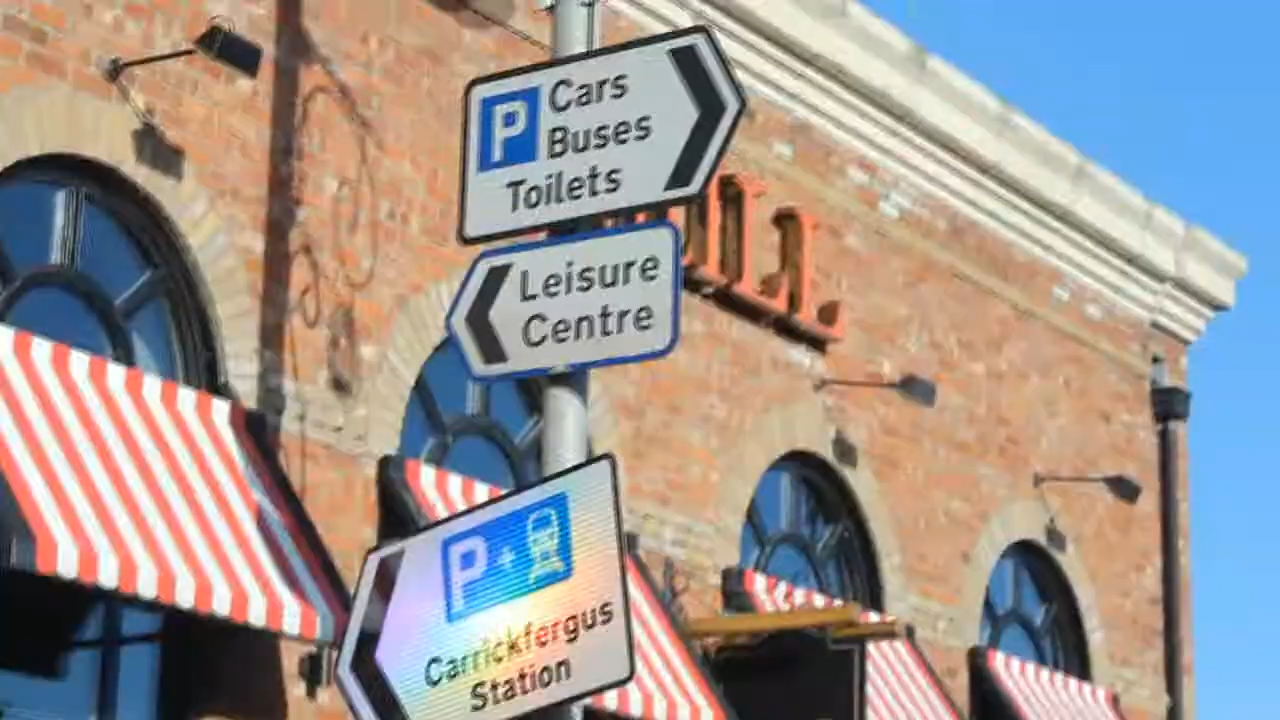 P Cars
Buses
Toilets
Leisure
Centre
P+
Carrickfergus
Station